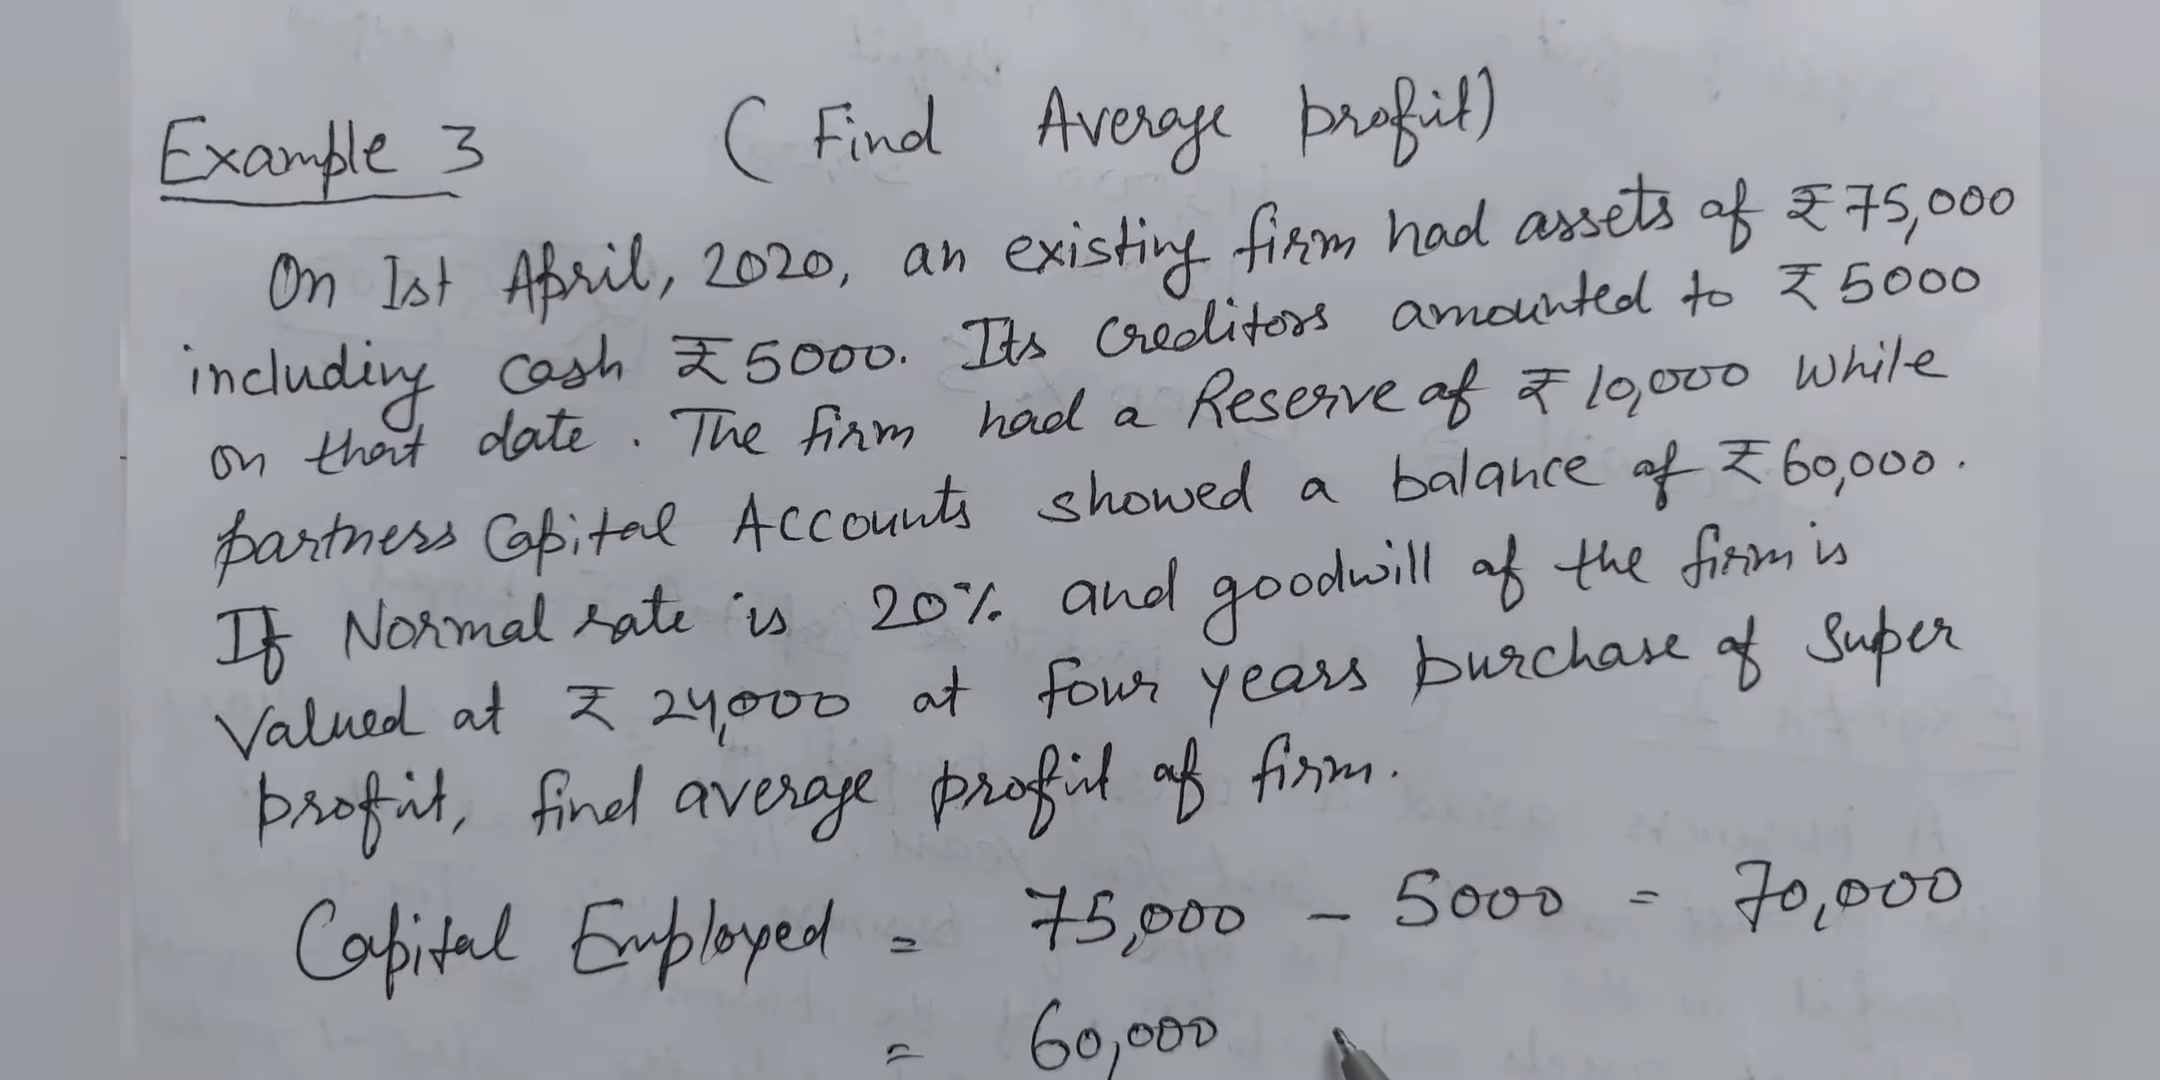 Example 3 ( Find Average profit)
On 1st April, 2020, an existing firm had assets of ₹75,000
including cash ₹5000. Its creditors amounted to ₹5000
on that date. The firm had a Reserve of ₹10,000 while
partners Capital Accounts showed a balance of ₹60,000.
If Normal rate is 20% and goodwill of the firm is
Valued at ₹24,000 at four years purchase of super
profit, find average profit of firm.
Capital Employed = 75,000 - 5000 = 70,000
= 60,000